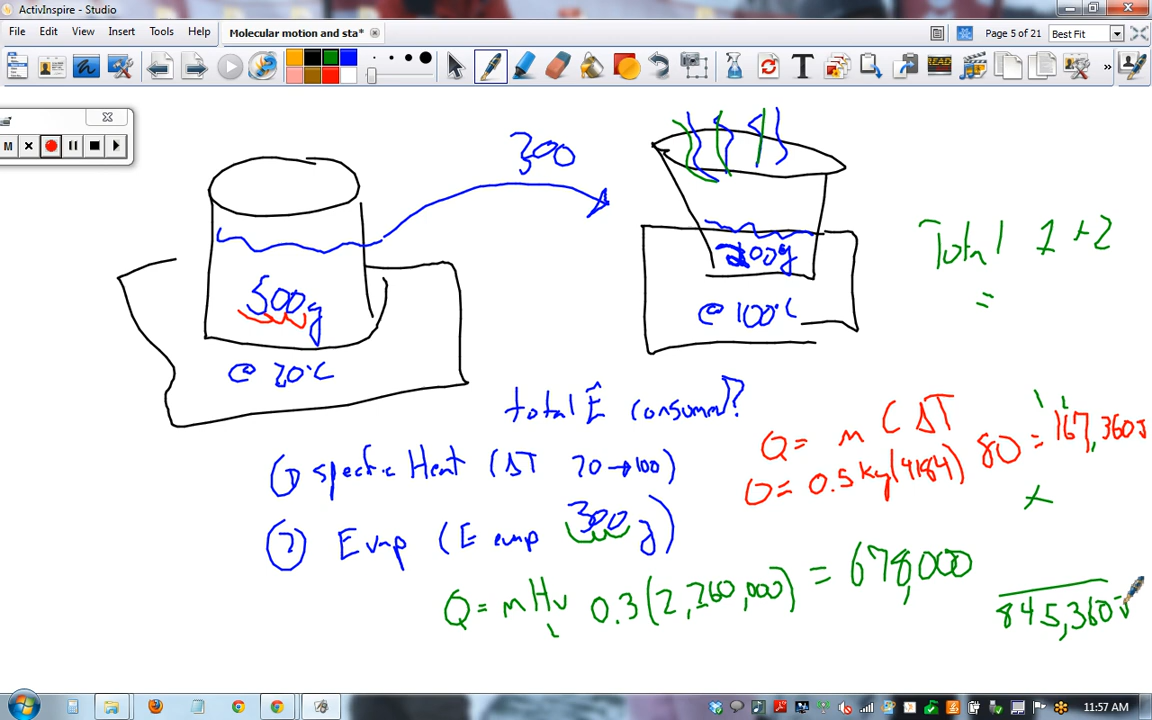 ActivInspire - Studio
File Edit View Insert Tools Help
Molecular motion and sta*
Page 5 of 21
Best Fit
M
300
500g
@ 20°C
200g
@ 100°C
Total 1+2
=
total E consumed?
① specific Heat (ΔT 20→100)
Q= m C ΔT
Q= 0.5kg(4184) 80 = 167,360J
+
② Evap (E evap 300 g)
Q= mHv 0.3(2,260,000) = 678,000
845,360J
11:57 AM